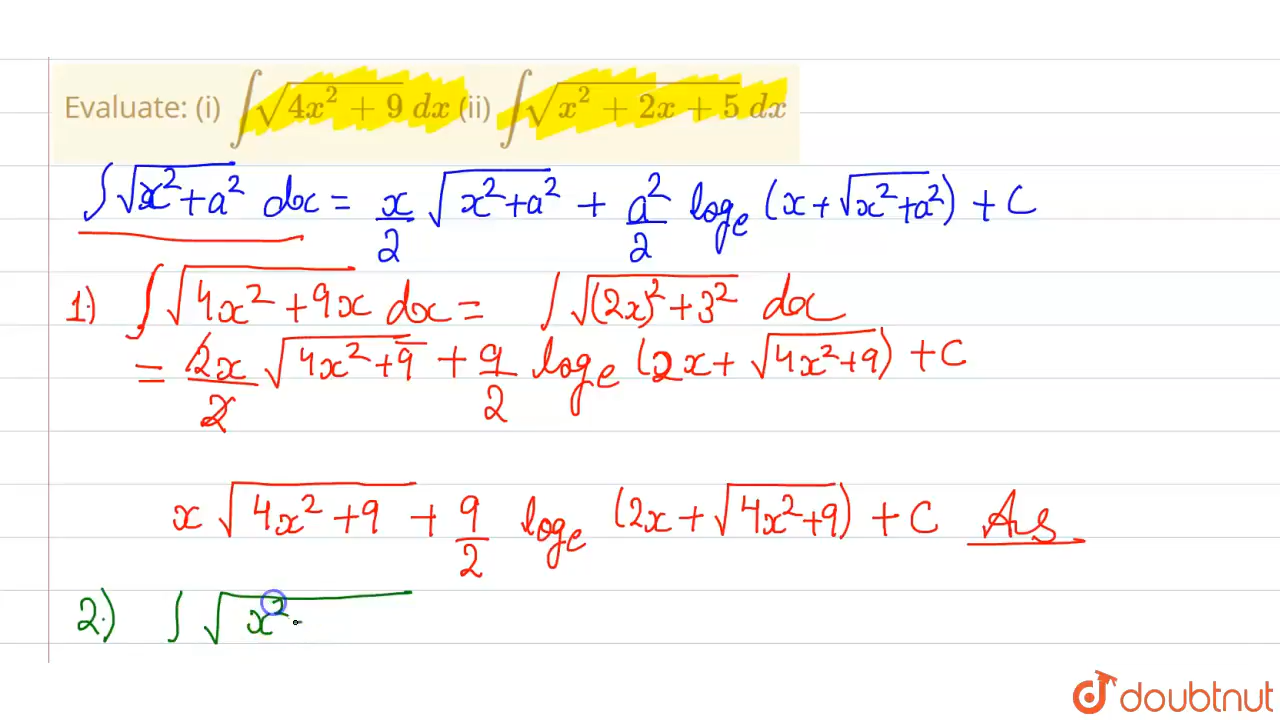 Evaluate: (i) ∫√(4x² + 9) dx (ii) ∫√(x² + 2x + 5) dx
∫√(x²+a²) dx = x/2 √(x²+a²) + a²/2 logₑ (x+√(x²+a²)) + C
1.) ∫√(4x²+9x) dx = ∫√((2x)²+3²) dx
= 2x/2 √(4x²+9) + 9/2 logₑ (2x+√(4x²+9)) + C
x√(4x²+9) + 9/2 logₑ (2x+√(4x²+9)) + C Ans
2.) ∫√x²
doubtnut